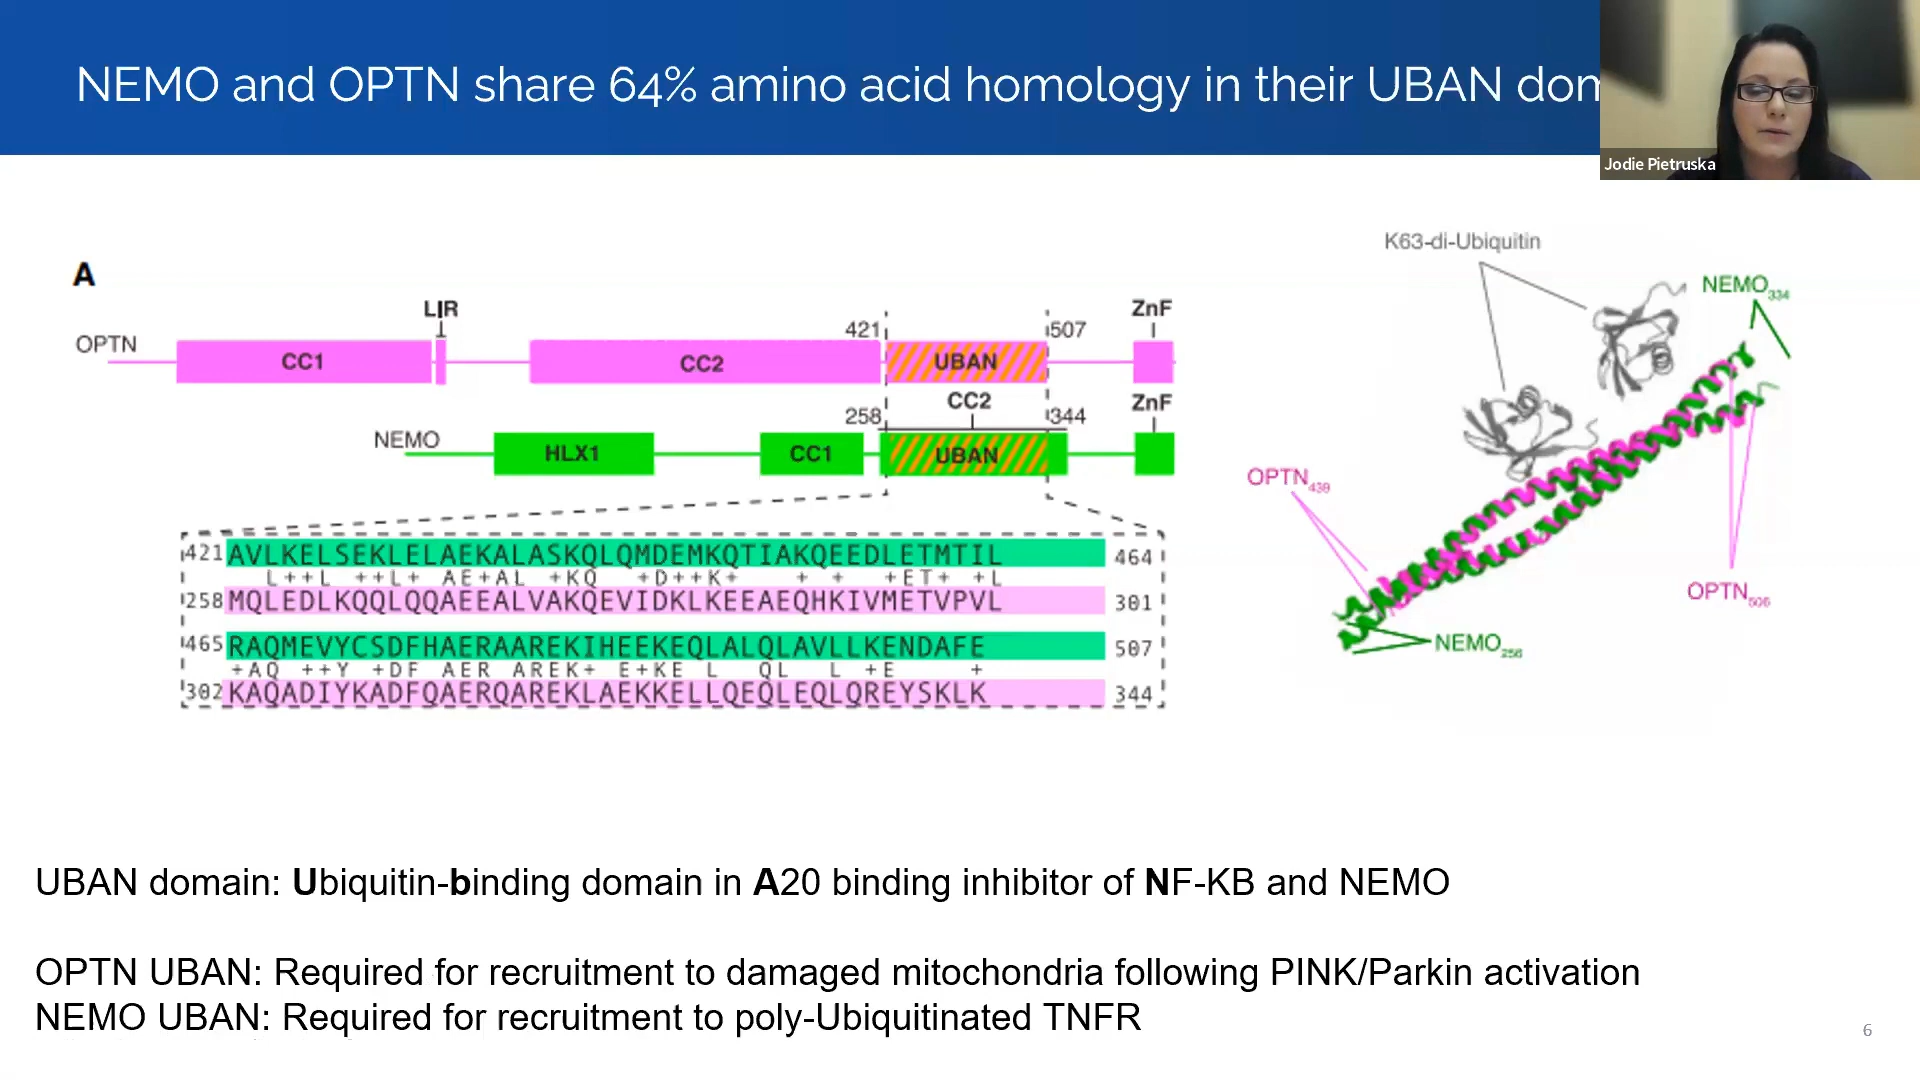 NEMO and OPTN share 64% amino acid homology in their UBAN dom
Jodie Pietruska
A
OPTN
CC1
LIR
CC2
421
UBAN
507
ZnF
NEMO
HLX1
CC1
258
CC2
UBAN
344
ZnF
421 AVLKELSEKLELAEKALASKQLQMDEMKQTIAKQEEDLETMTIL 464
L++L ++L+ AE+AL +KQ +D++K+ + + +ET+ +L
258 MQLEDLKQQLQQAEEALVAKQEVIDKLKEEAEQHKIVMETVPVL 301
465 RAQMEVYCSDFHAERAAREKIHEEKEQLALQLAVLLKENDAFE 507
+AQ ++Y +DF AER AREK+ E+KE L QL L +E +
302 KAQADIYKADFQAERQAREKLAEKKELLQEQLEQLQREYSKLK 344
K63-di-Ubiquitin
NEMO334
OPTN439
OPTN506
NEMO256
UBAN domain: Ubiquitin-binding domain in A20 binding inhibitor of NF-KB and NEMO
OPTN UBAN: Required for recruitment to damaged mitochondria following PINK/Parkin activation
NEMO UBAN: Required for recruitment to poly-Ubiquitinated TNFR
6